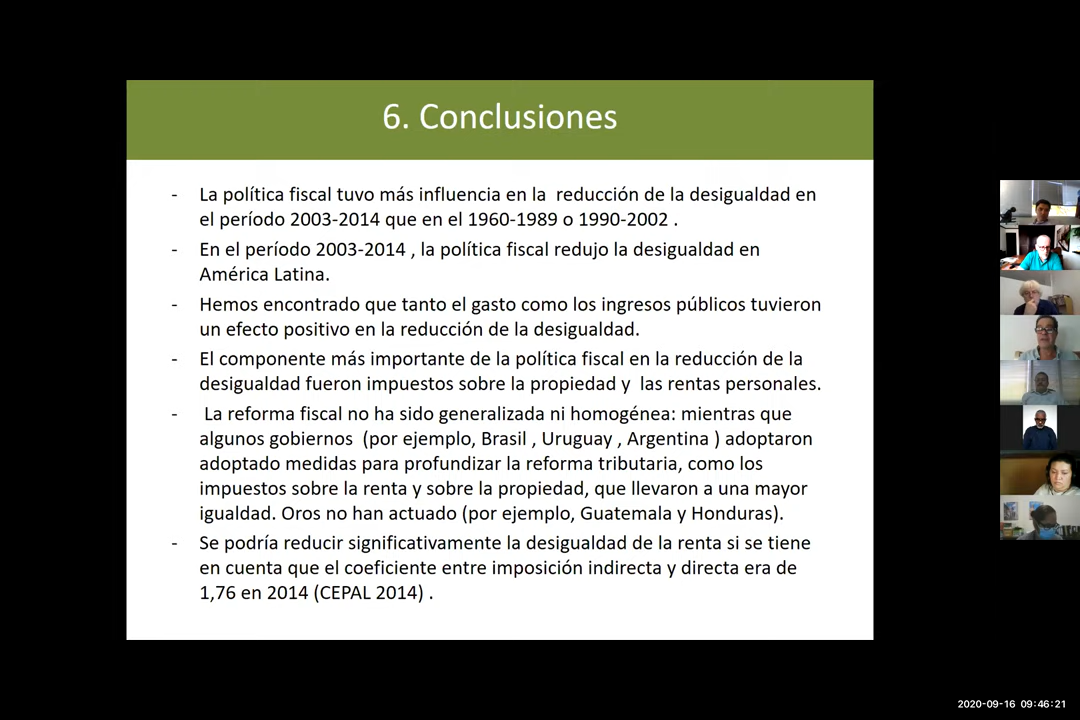 6. Conclusiones
- La política fiscal tuvo más influencia en la reducción de la desigualdad en
el período 2003-2014 que en el 1960-1989 o 1990-2002 .
- En el período 2003-2014 , la política fiscal redujo la desigualdad en
América Latina.
- Hemos encontrado que tanto el gasto como los ingresos públicos tuvieron
un efecto positivo en la reducción de la desigualdad.
- El componente más importante de la política fiscal en la reducción de la
desigualdad fueron impuestos sobre la propiedad y las rentas personales.
- La reforma fiscal no ha sido generalizada ni homogénea: mientras que
algunos gobiernos (por ejemplo, Brasil , Uruguay , Argentina ) adoptaron
adoptado medidas para profundizar la reforma tributaria, como los
impuestos sobre la renta y sobre la propiedad, que llevaron a una mayor
igualdad. Oros no han actuado (por ejemplo, Guatemala y Honduras).
- Se podría reducir significativamente la desigualdad de la renta si se tiene
en cuenta que el coeficiente entre imposición indirecta y directa era de
1,76 en 2014 (CEPAL 2014) .
2020-09-16 09:46:21